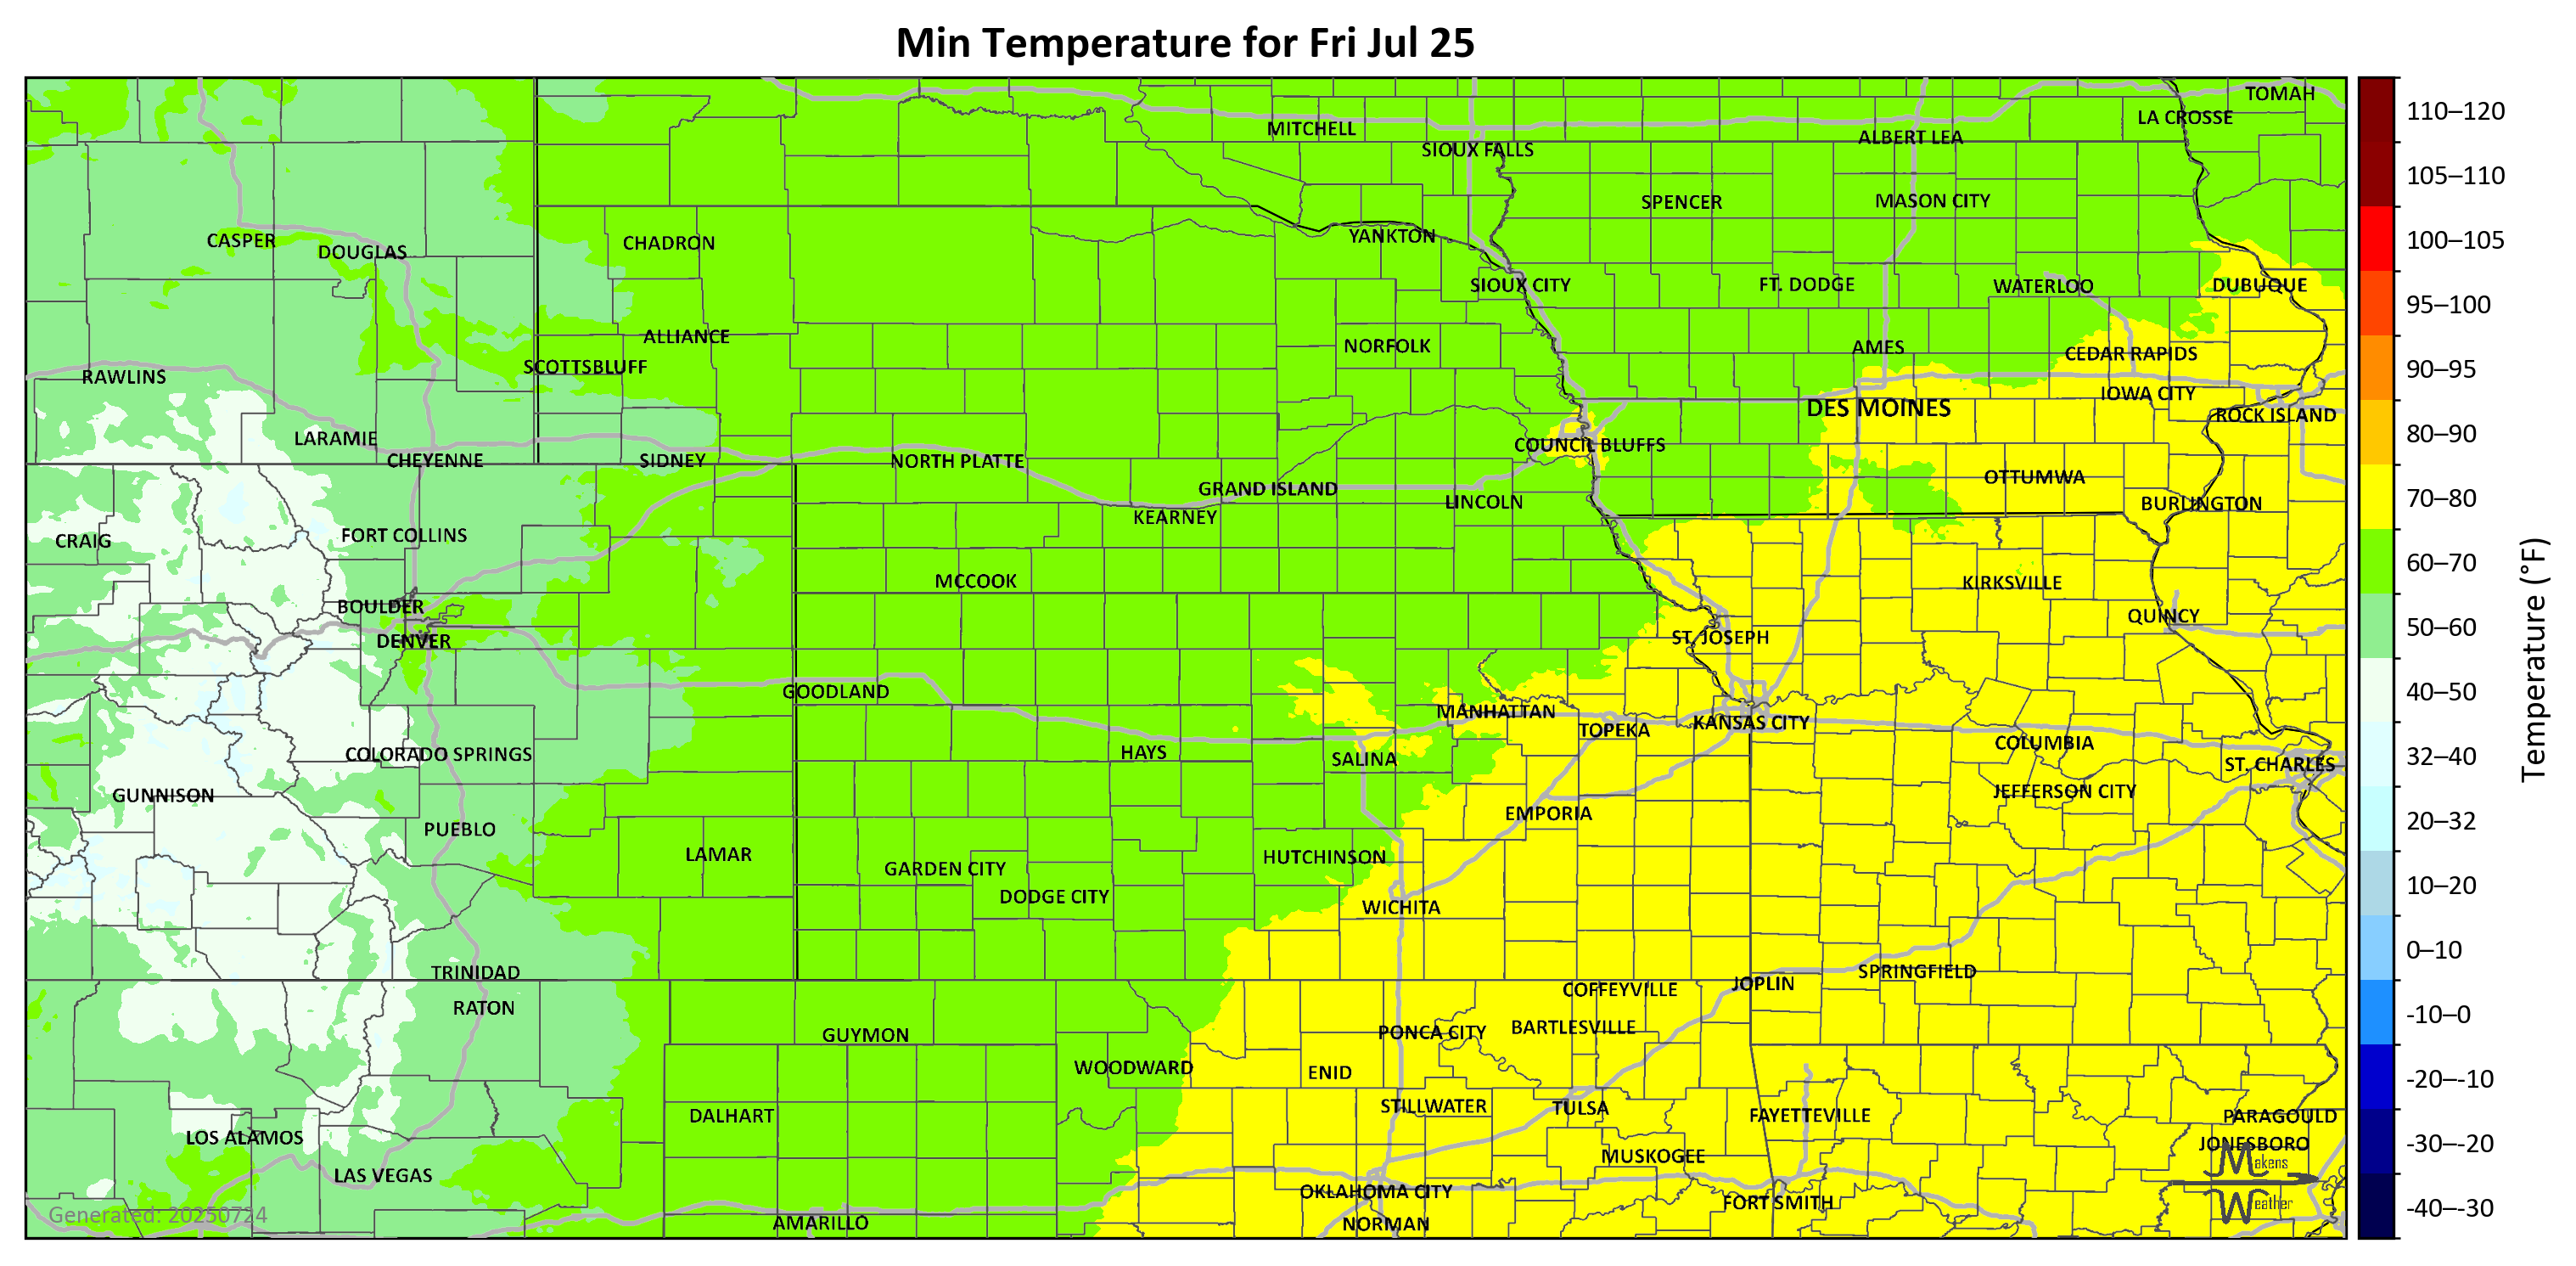 Min Temperature for Fri Jul 25
TOMAH
LA CROSSE
MITCHELL
ALBERT LEA
SIOUX FALLS
SPENCER
MASON CITY
CASPER
DOUGLAS
CHADRON
YANKTON
SIOUX CITY
FT. DODGE
WATERLOO
DUBUQUE
ALLIANCE
NORFOLK
AMES
CEDAR RAPIDS
SCOTTSBLUFF
RAWLINS
IOWA CITY
DES MOINES
ROCK ISLAND
LARAMIE
COUNCIL BLUFFS
CHEYENNE
SIDNEY
NORTH PLATTE
OTTUMWA
GRAND ISLAND
LINCOLN
BURLINGTON
KEARNEY
FORT COLLINS
CRAIG
MCCOOK
KIRKSVILLE
BOULDER
QUINCY
DENVER
ST. JOSEPH
GOODLAND
MANHATTAN
KANSAS CITY
TOPEKA
COLUMBIA
COLORADO SPRINGS
HAYS
SALINA
ST. CHARLES
JEFFERSON CITY
GUNNISON
EMPORIA
PUEBLO
LAMAR
HUTCHINSON
GARDEN CITY
DODGE CITY
WICHITA
TRINIDAD
SPRINGFIELD
JOPLIN
COFFEYVILLE
RATON
BARTLESVILLE
PONCA CITY
GUYMON
WOODWARD
ENID
STILLWATER
TULSA
DALHART
FAYETTEVILLE
PARAGOULD
LOS ALAMOS
JONESBORO
MUSKOGEE
LAS VEGAS
OKLAHOMA CITY
FORT SMITH
AMARILLO
NORMAN
Generated: 20250724
Makens
Weather
110–120
105–110
100–105
95–100
90–95
80–90
70–80
60–70
50–60
40–50
32–40
20–32
10–20
0–10
-10–0
-20–-10
-30–-20
-40–-30
Temperature (°F)